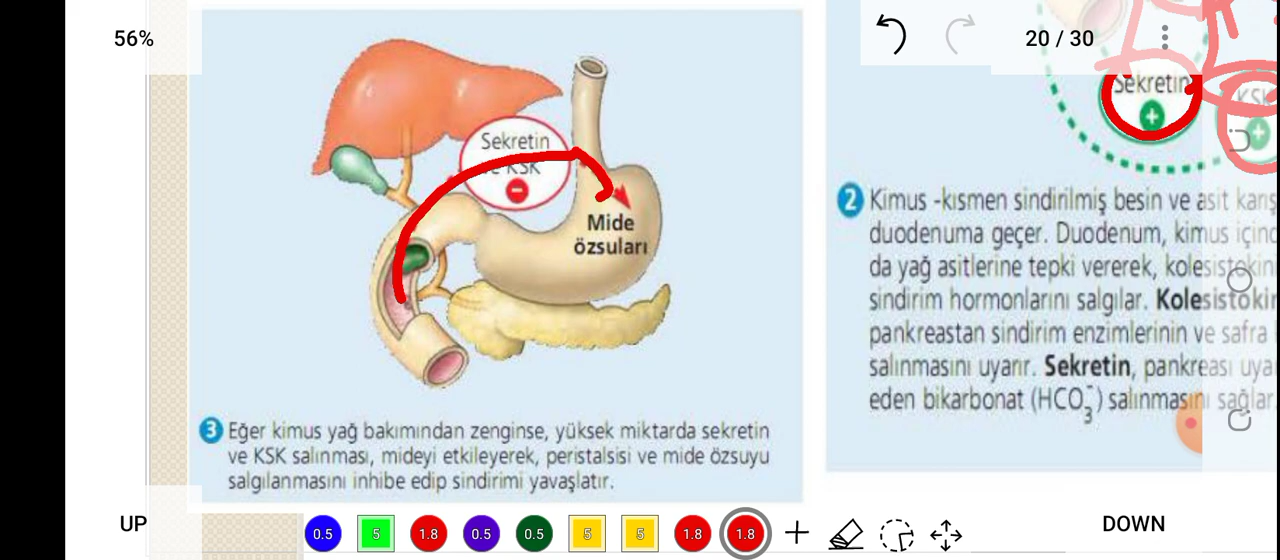 56%
20 / 30
Sekretin
KSK
Mide
özsuları
Sekretin
KSK
2 Kimus -kısmen sindirilmiş besin ve asit
duodenuma geçer. Duodenum, kimus
da yağ asitlerine tepki vererek,
sindirim hormonlarını salgılar.
pankreastan sindirim enzimlerinin ve safra
salınmasını uyarır. Sekretin, pankreası
eden bikarbonat (HCO₃⁻) salınmasını sağlar
3 Eğer kimus yağ bakımından zenginse, yüksek miktarda sekretin
ve KSK salınması, mideyi etkileyerek, peristalsisi ve mide özsuyu
salgılanmasını inhibe edip sindirimi yavaşlatır.
UP
0.5 5 1.8 0.5 0.5 5 5 1.8 1.8
DOWN